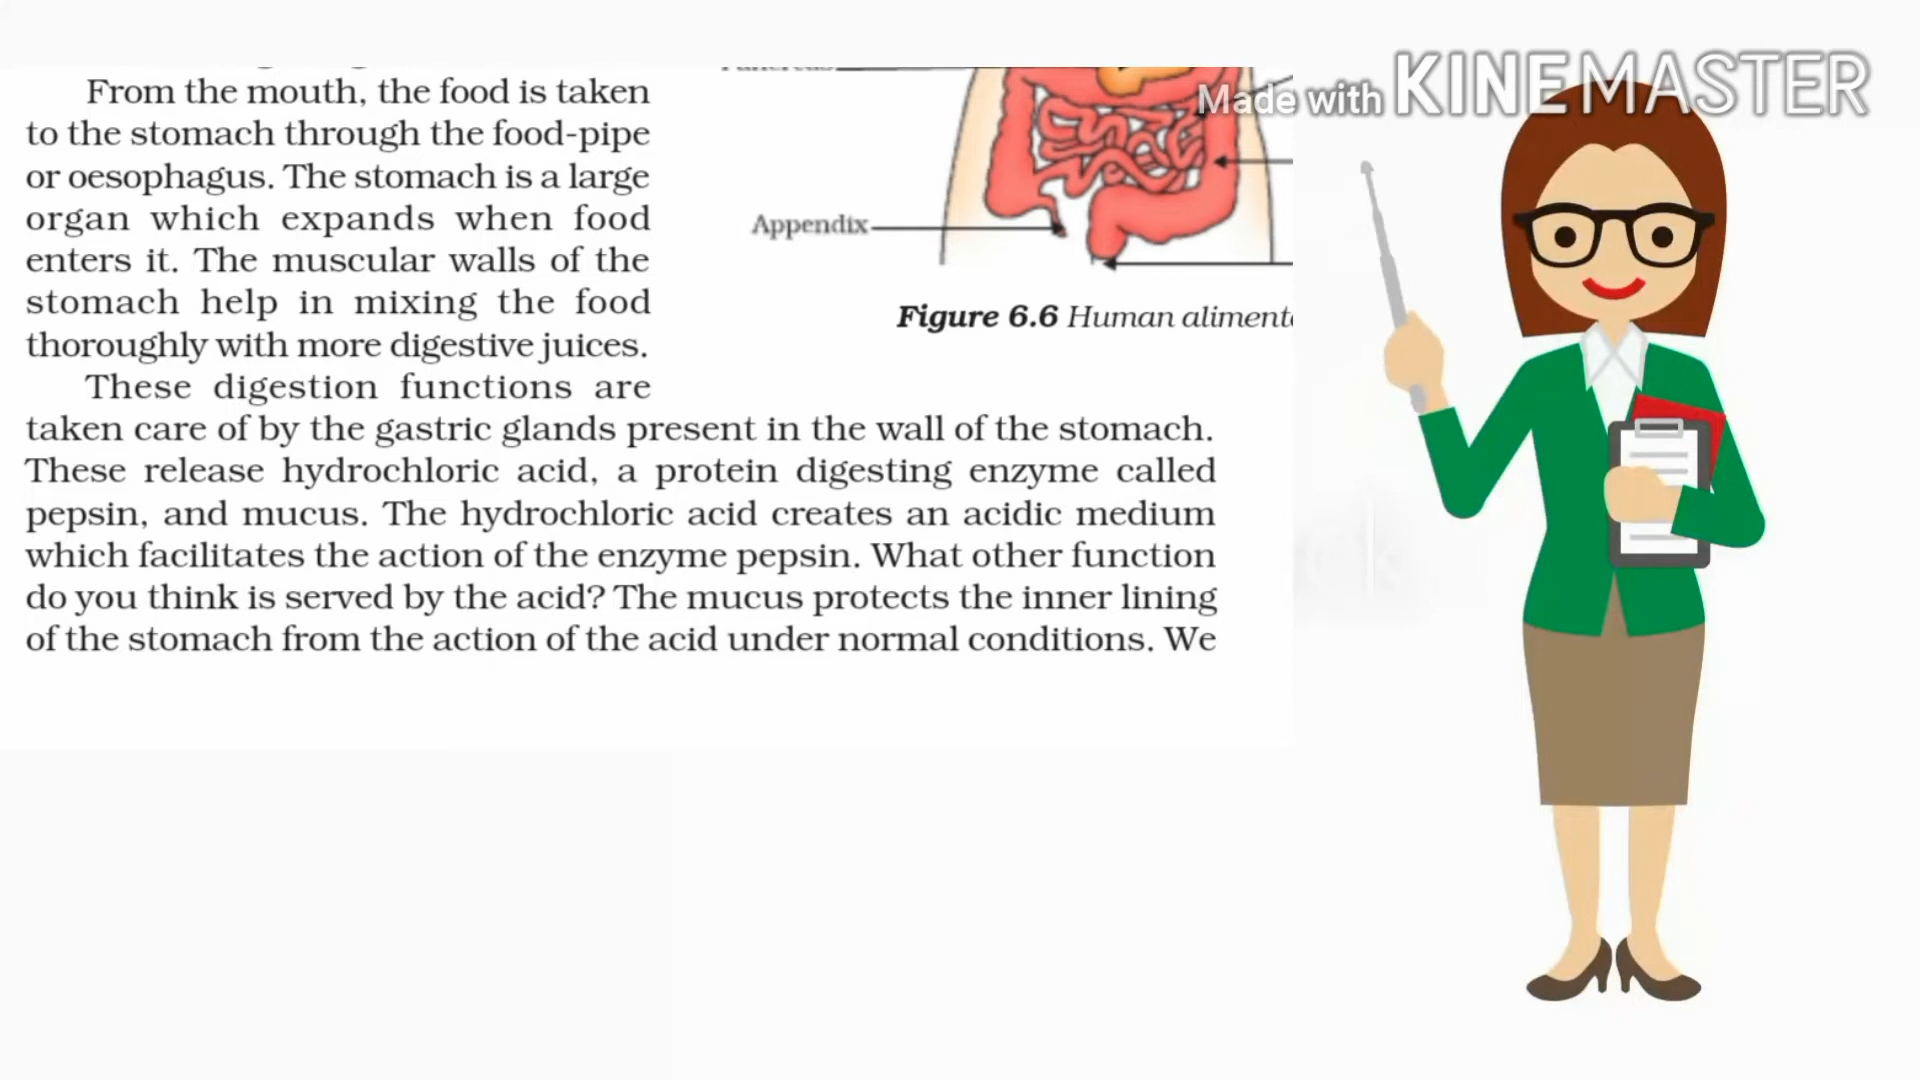 From the mouth, the food is taken
to the stomach through the food-pipe
or oesophagus. The stomach is a large
organ which expands when food
enters it. The muscular walls of the
stomach help in mixing the food
thoroughly with more digestive juices.
These digestion functions are
taken care of by the gastric glands present in the wall of the stomach.
These release hydrochloric acid, a protein digesting enzyme called
pepsin, and mucus. The hydrochloric acid creates an acidic medium
which facilitates the action of the enzyme pepsin. What other function
do you think is served by the acid? The mucus protects the inner lining
of the stomach from the action of the acid under normal conditions. We
Appendix
Figure 6.6 Human
Made with KINEMASTER